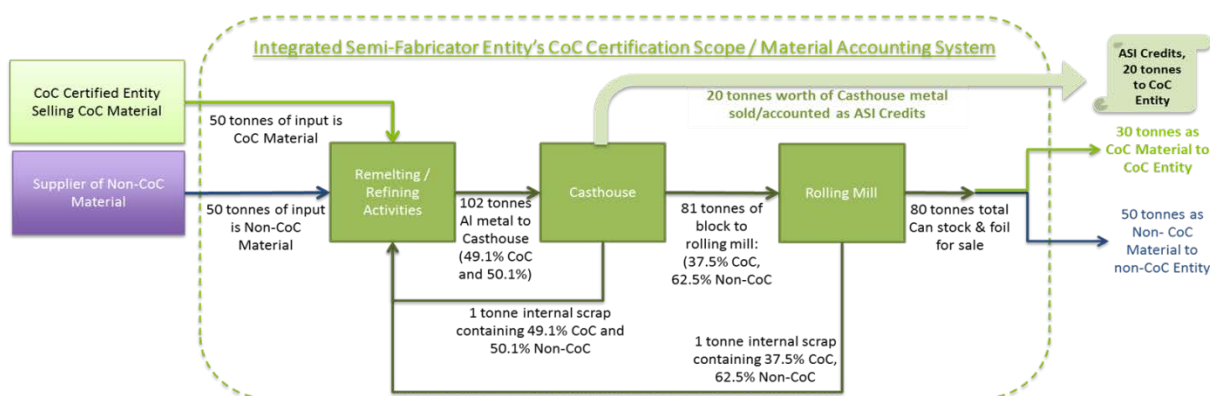 Integrated Semi-Fabricator Entity's CoC Certification Scope / Material Accounting System
ASI Credits,
20 tonnes
to CoC
Entity
CoC Certified Entity
Selling CoC Material
50 tonnes of input is
CoC Material
20 tonnes worth of Casthouse metal
sold/accounted as ASI Credits
30 tonnes as
CoC Material to
CoC Entity
Supplier of Non-CoC
Material
50 tonnes of input
is Non-CoC Material
Remelting /
Refining
Activities
102 tonnes
Al metal to
Casthouse
(49.1% CoC
and 50.1%)
Casthouse
81 tonnes of
block to
rolling mill:
(37.5% CoC,
62.5% Non-CoC
Rolling Mill
80 tonnes total
Can stock & foil
for sale
50 tonnes as
Non- CoC
Material to
non-CoC Entity
1 tonne internal scrap
containing 49.1% CoC and
50.1% Non-CoC
1 tonne internal scrap
containing 37.5% CoC,
62.5% Non-CoC